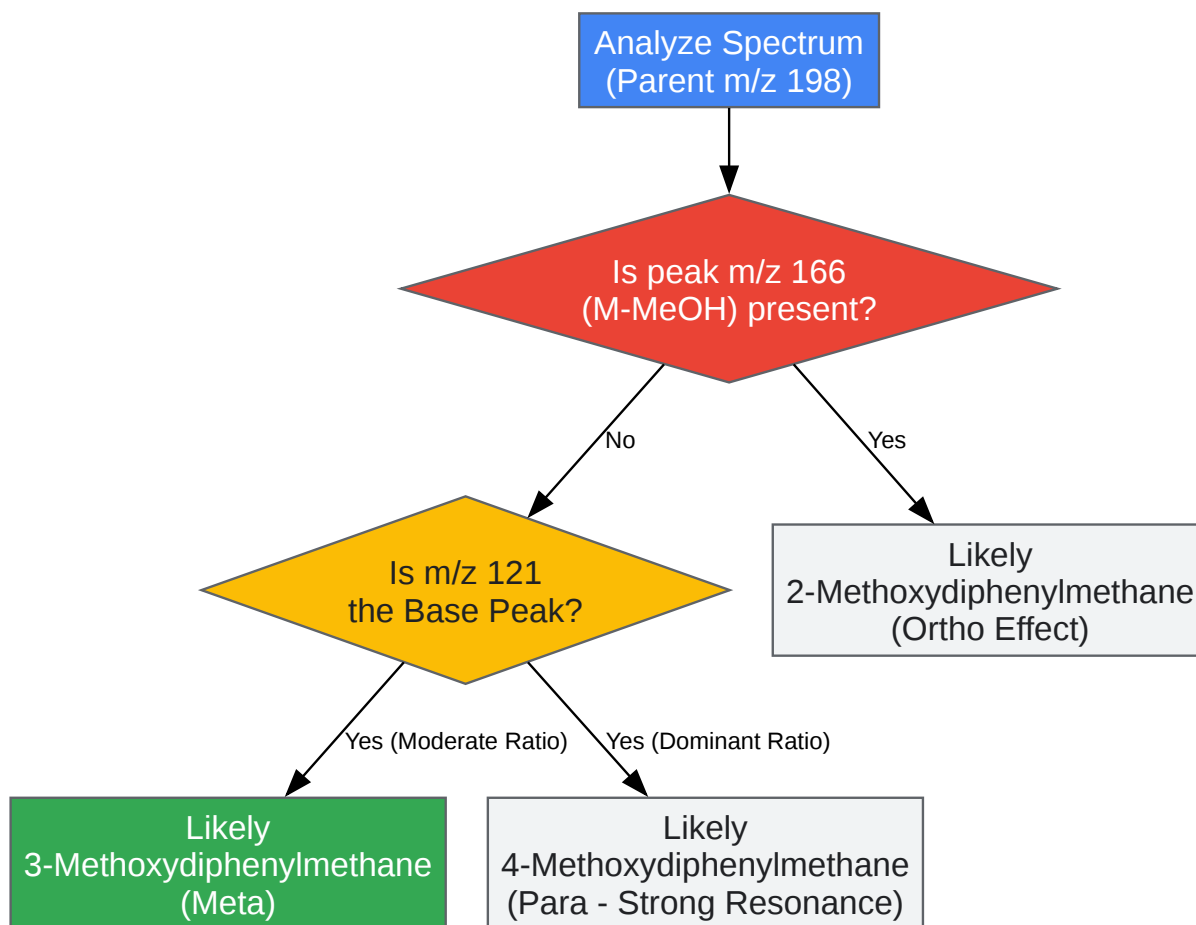 Analyze Spectrum
(Parent m/z 198)
Is peak m/z 166
(M-MeOH) present?
No
Yes
Is m/z 121
the Base Peak?
Likely
2-Methoxydiphenylmethane
(Ortho Effect)
Yes (Moderate Ratio)
Yes (Dominant Ratio)
Likely
3-Methoxydiphenylmethane
(Meta)
Likely
4-Methoxydiphenylmethane
(Para - Strong Resonance)